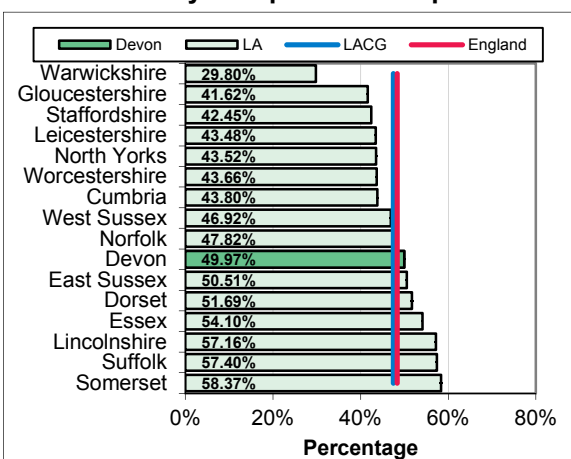 Devon LA LACG England
Warwickshire 29.80%
Gloucestershire 41.62%
Staffordshire 42.45%
Leicestershire 43.48%
North Yorks 43.52%
Worcestershire 43.66%
Cumbria 43.80%
West Sussex 46.92%
Norfolk 47.82%
Devon 49.97%
East Sussex 50.51%
Dorset 51.69%
Essex 54.10%
Lincolnshire 57.16%
Suffolk 57.40%
Somerset 58.37%
0% 20% 40% 60% 80%
Percentage